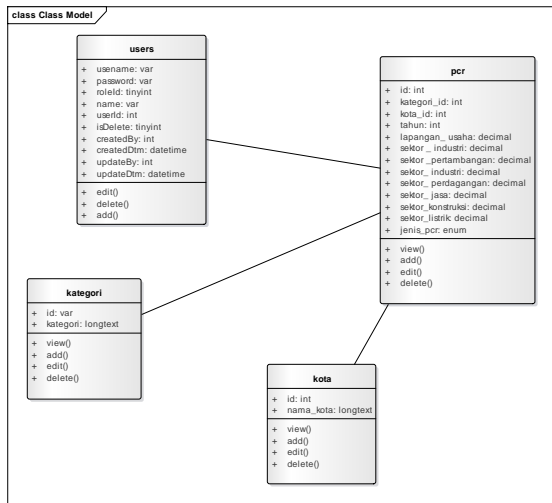 class Class Model
users
+ usename: var
+ password: var
+ roleId: tinyint
+ name: var
+ userId: int
+ isDelete: tinyint
+ createdBy: int
+ createdDtm: datetime
+ updateBy: int
+ updateDtm: datetime
+ edit()
+ delete()
+ add()
pcr
+ id: int
+ kategori_id: int
+ kota_id: int
+ tahun: int
+ lapangan_ usaha: decimal
+ sektor _ industri: decimal
+ sektor _pertambangan: decimal
+ sektor_ industri: decimal
+ sektor_ perdagangan: decimal
+ sektor_ jasa: decimal
+ sektor_konstruksi: decimal
+ sektor_listrik: decimal
+ jenis_pcr: enum
+ view()
+ add()
+ edit()
+ delete()
kategori
+ id: var
+ kategori: longtext
+ view()
+ add()
+ edit()
+ delete()
kota
+ id: int
+ nama_kota: longtext
+ view()
+ add()
+ edit()
+ delete()